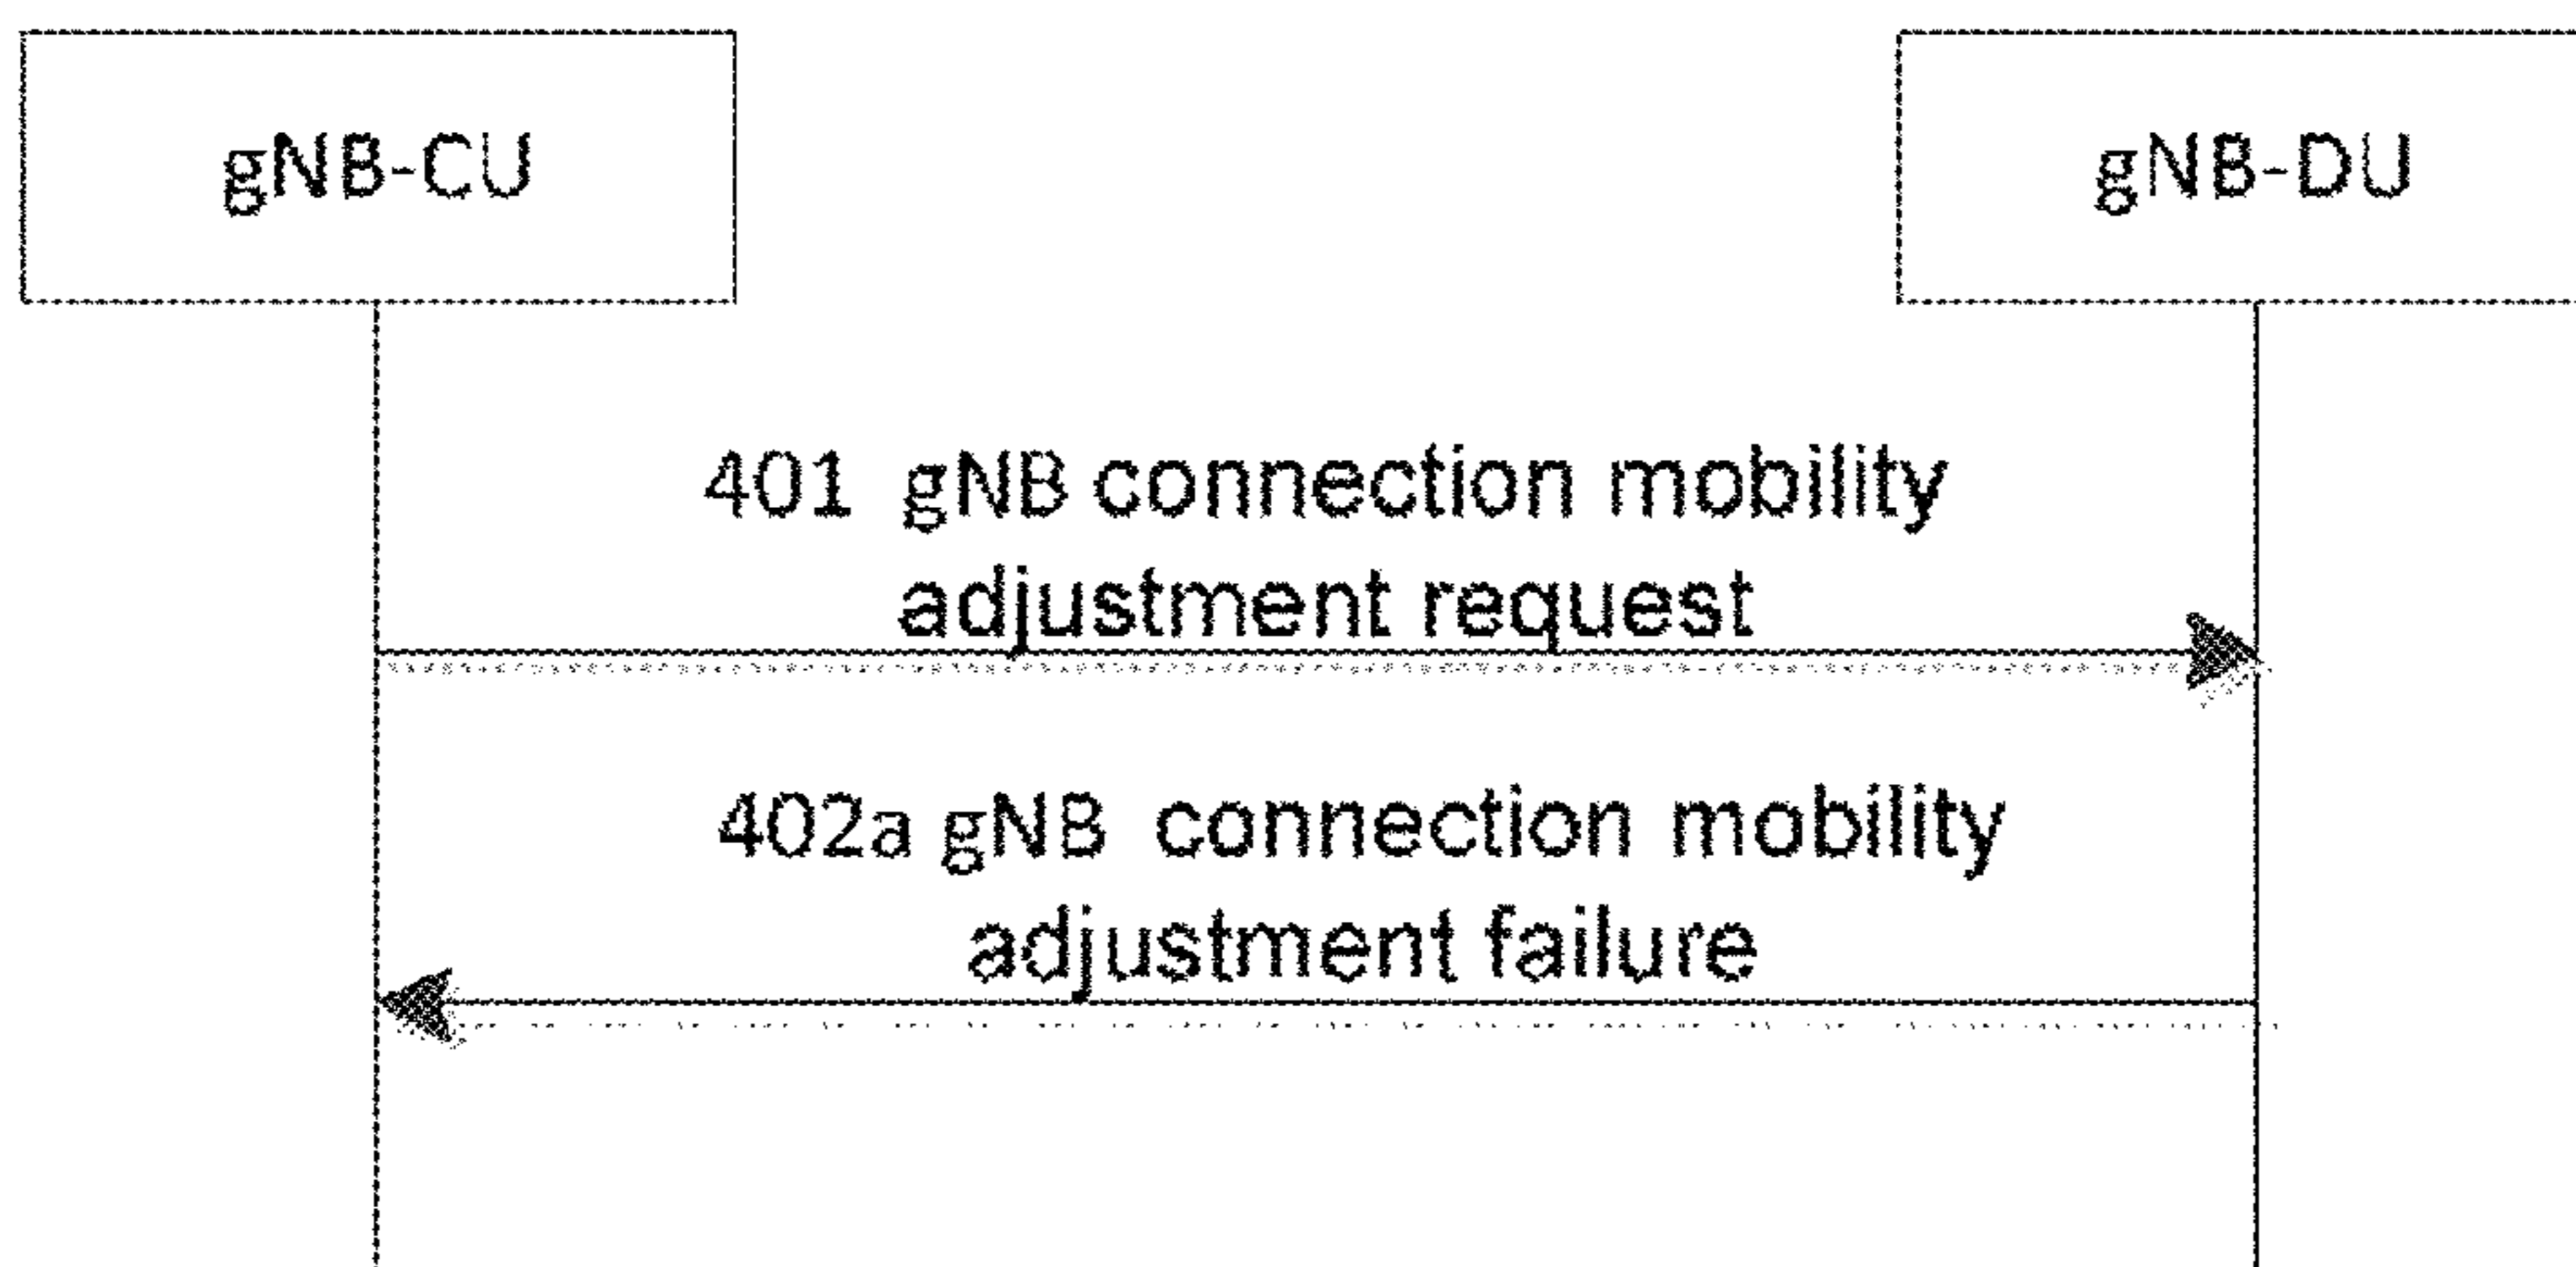 gNB-CU
gNB-DU
401 gNB connection mobility
adjustment request
402a gNB connection mobility
adjustment failure